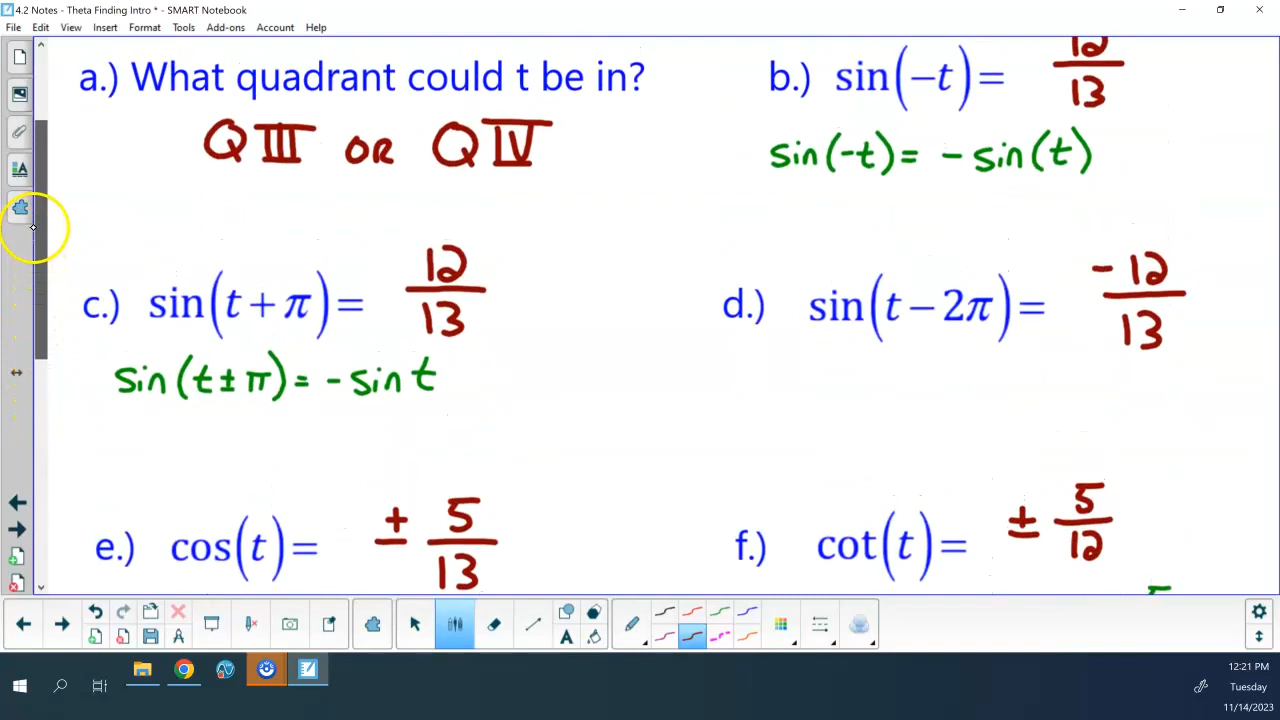 4.2 Notes - Theta Finding Intro * - SMART Notebook
File Edit View Insert Format Tools Add-ons Account Help
a.) What quadrant could t be in?
QIII OR QIV
b.) sin(−t)= 12/13
sin(-t)= -sin(t)
c.) sin(t+π)= 12/13
sin(t±π)= -sin t
d.) sin(t−2π)= -12/13
e.) cos(t)= ± 5/13
f.) cot(t)= ± 5/12
12:21 PM
Tuesday
11/14/2023